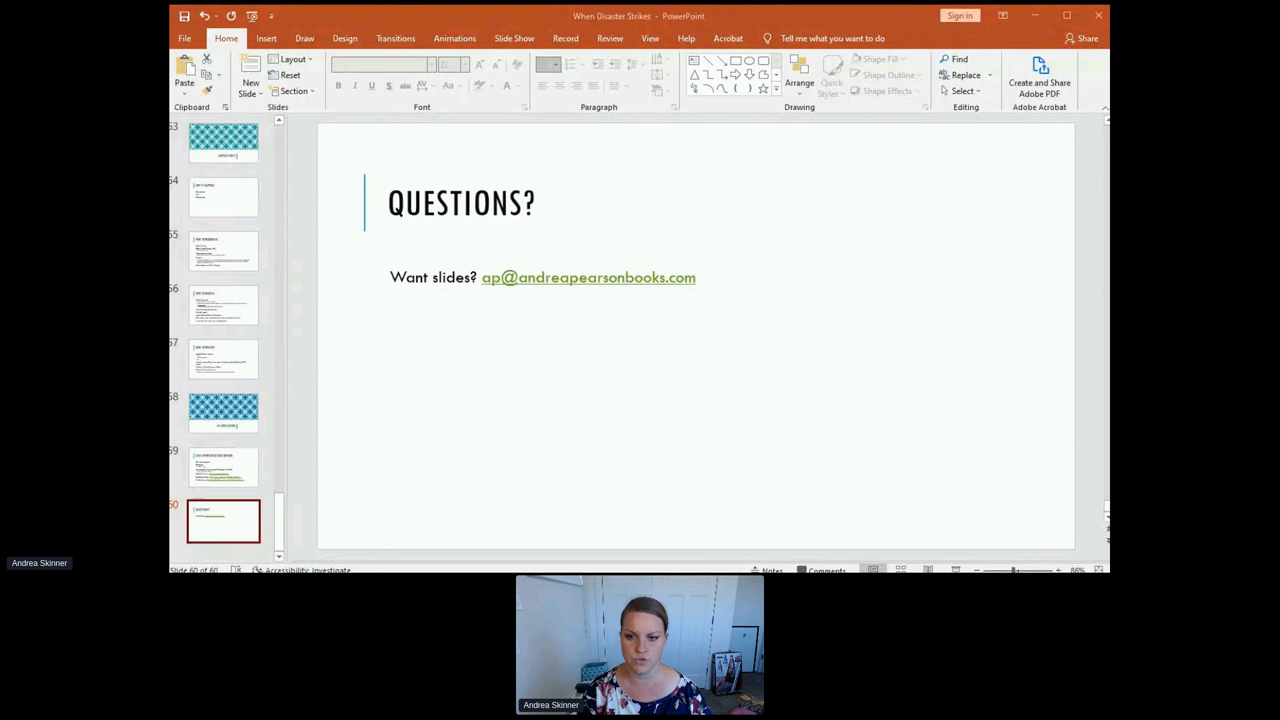 When Disaster Strikes - PowerPoint
Sign in
File Home Insert Draw Design Transitions Animations Slide Show Record Review View Help Acrobat Tell me what you want to do Share
Paste
New Slide
Layout
Reset
Section
22
Arrange
Quick Styles
Shape Fill
Shape Outline
Shape Effects
Find
Replace
Select
Create and Share Adobe PDF
Clipboard Slides Font Paragraph Drawing Editing Adobe Acrobat
QUESTIONS?
Want slides? ap@andreapearsonbooks.com
Slide 60 of 60 Accessibility: Investigate Notes Comments 86%
Andrea Skinner
Andrea Skinner